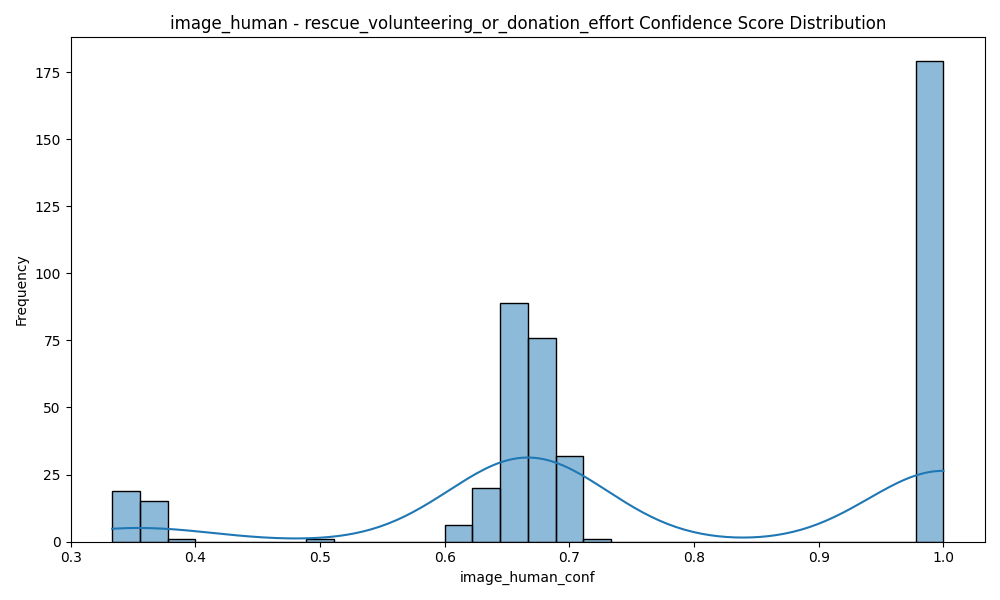 image_human - rescue_volunteering_or_donation_effort Confidence Score Distribution
Frequency
175
150
125
100
75
50
25
0
0.3 0.4 0.5 0.6 0.7 0.8 0.9 1.0
image_human_conf